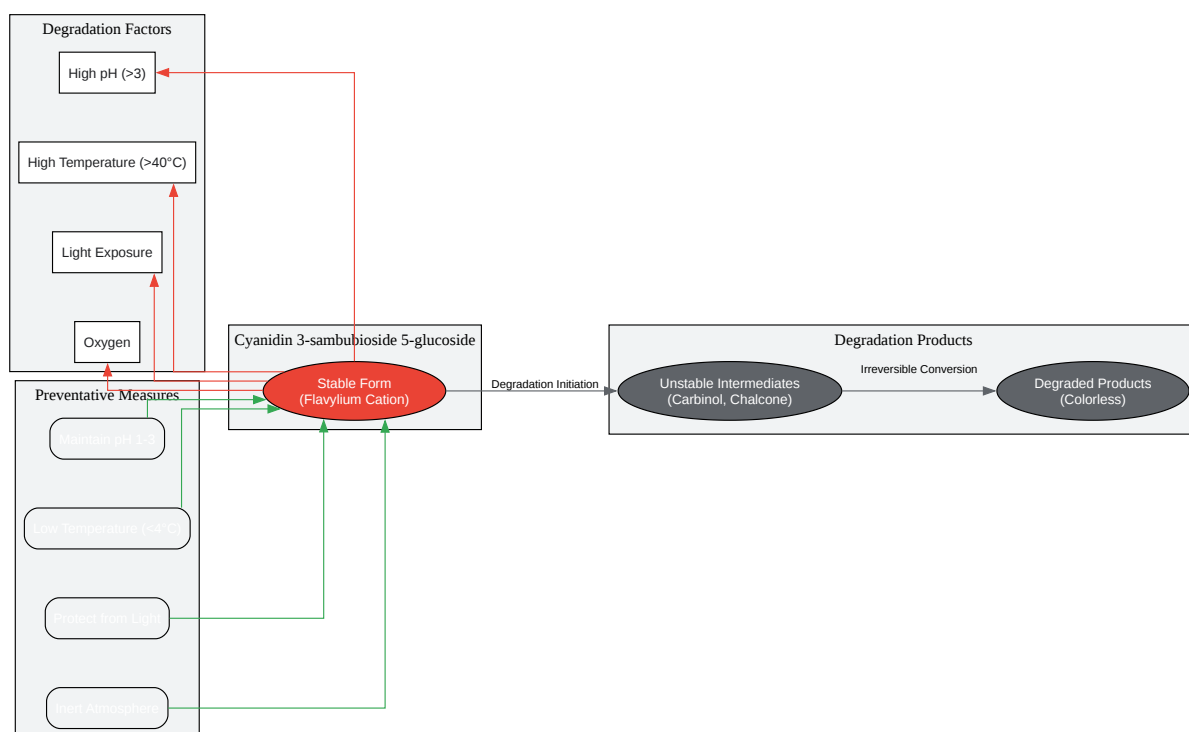 Degradation Factors
High pH (>3)
High Temperature (>40°C)
Light Exposure
Oxygen
Preventative Measures
Maintain pH 1-3
Low Temperature (<4°C)
Protect from Light
Inert Atmosphere
Cyanidin 3-sambubioside 5-glucoside
Stable Form
(Flavylium Cation)
Degradation Initiation
Degradation Products
Unstable Intermediates
(Carbinol, Chalcone)
Irreversible Conversion
Degraded Products
(Colorless)